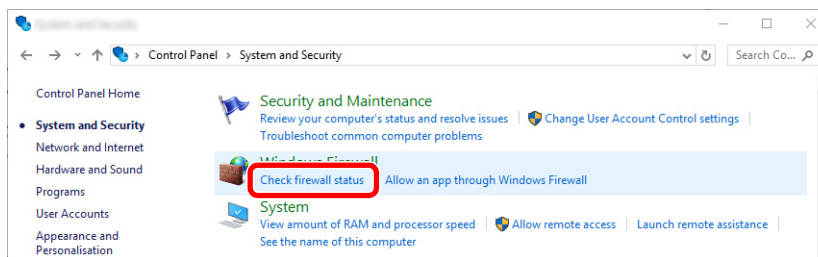 System and Security
Control Panel › System and Security
Search Co...
Control Panel Home
System and Security
Network and Internet
Hardware and Sound
Programs
User Accounts
Appearance and
Personalisation
Security and Maintenance
Review your computer's status and resolve issues
Change User Account Control settings
Troubleshoot common computer problems
Windows Firewall
Check firewall status
Allow an app through Windows Firewall
System
View amount of RAM and processor speed
Allow remote access
Launch remote assistance
See the name of this computer